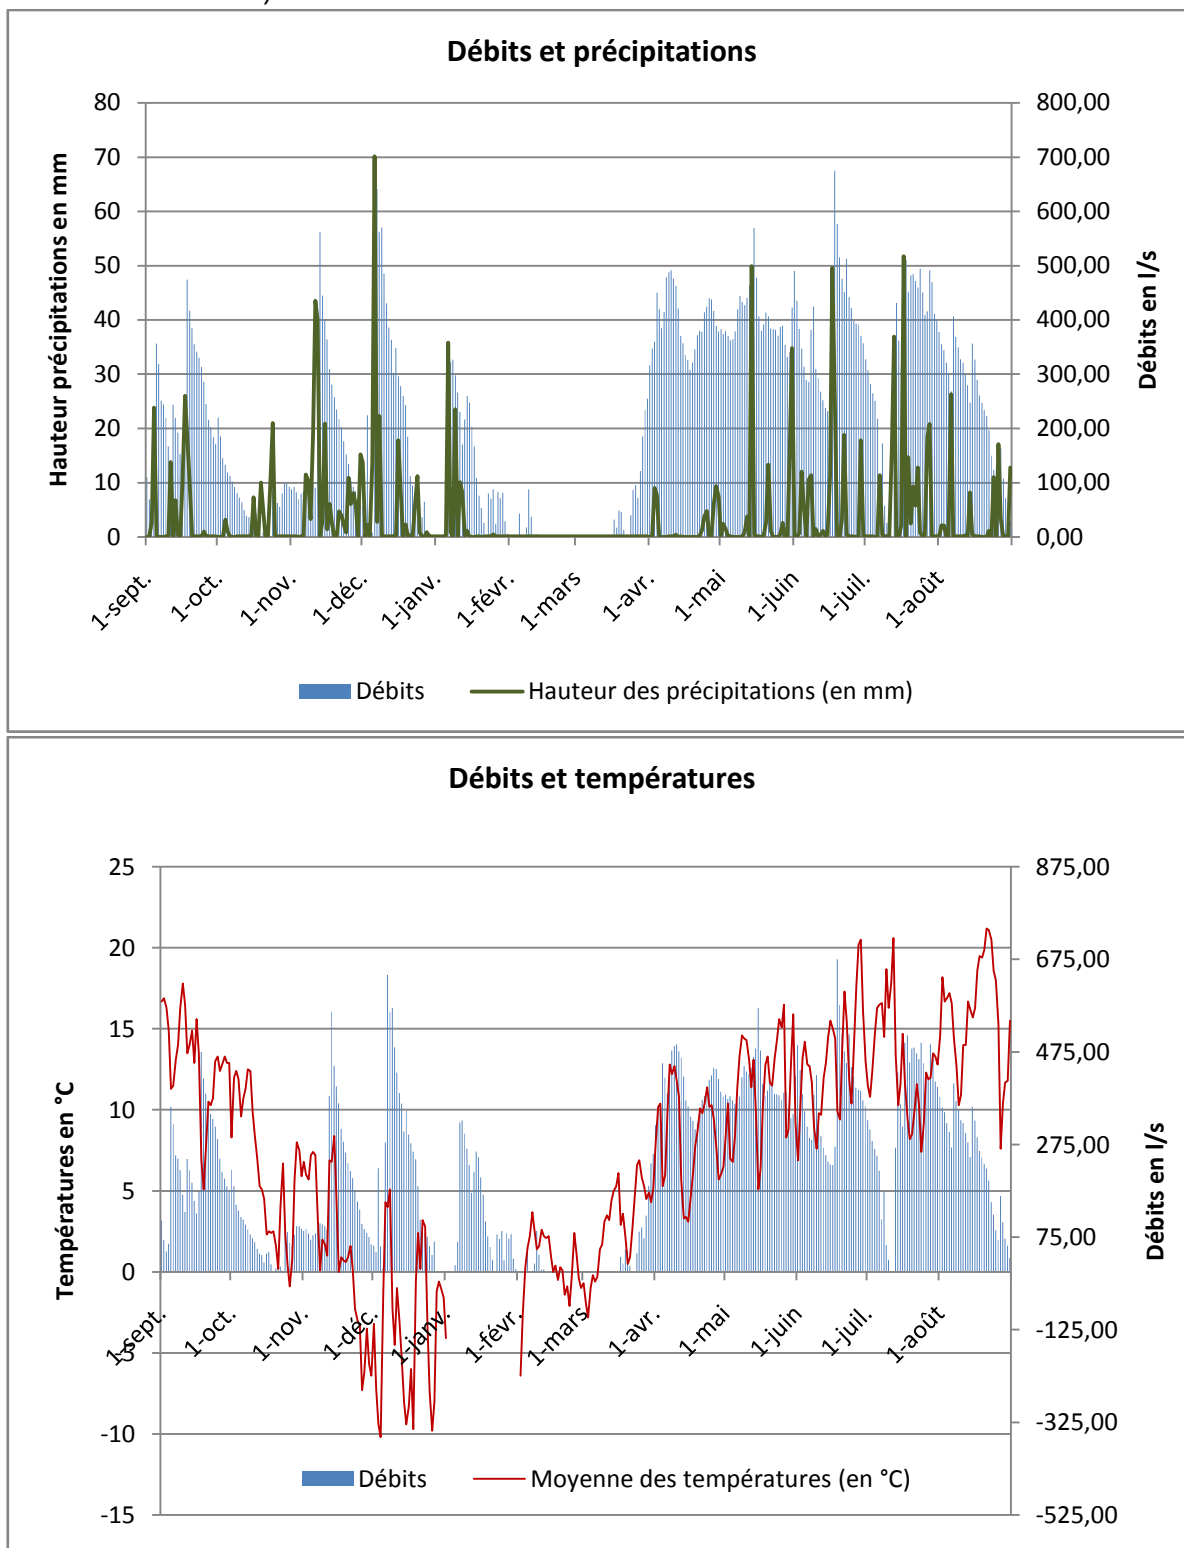 Débits et précipitations
Hauteur précipitations en mm
80
70
60
50
40
30
20
10
0
800,00
700,00
600,00
500,00
400,00
300,00
200,00
100,00
0,00
Débits en l/s
1-sept.
1-oct.
1-nov.
1-déc.
1-janv.
1-févr.
1-mars
1-avr.
1-mai
1-juin
1-juil.
1-août
Débits
Hauteur des précipitations (en mm)
Débits et températures
Températures en °C
25
20
15
10
5
0
-5
-10
-15
875,00
675,00
475,00
275,00
75,00
-125,00
-325,00
-525,00
Débits en l/s
1-sept.
1-oct.
1-nov.
1-déc.
1-janv.
1-févr.
1-mars
1-avr.
1-mai
1-juin
1-juil.
1-août
Débits
Moyenne des températures (en °C)